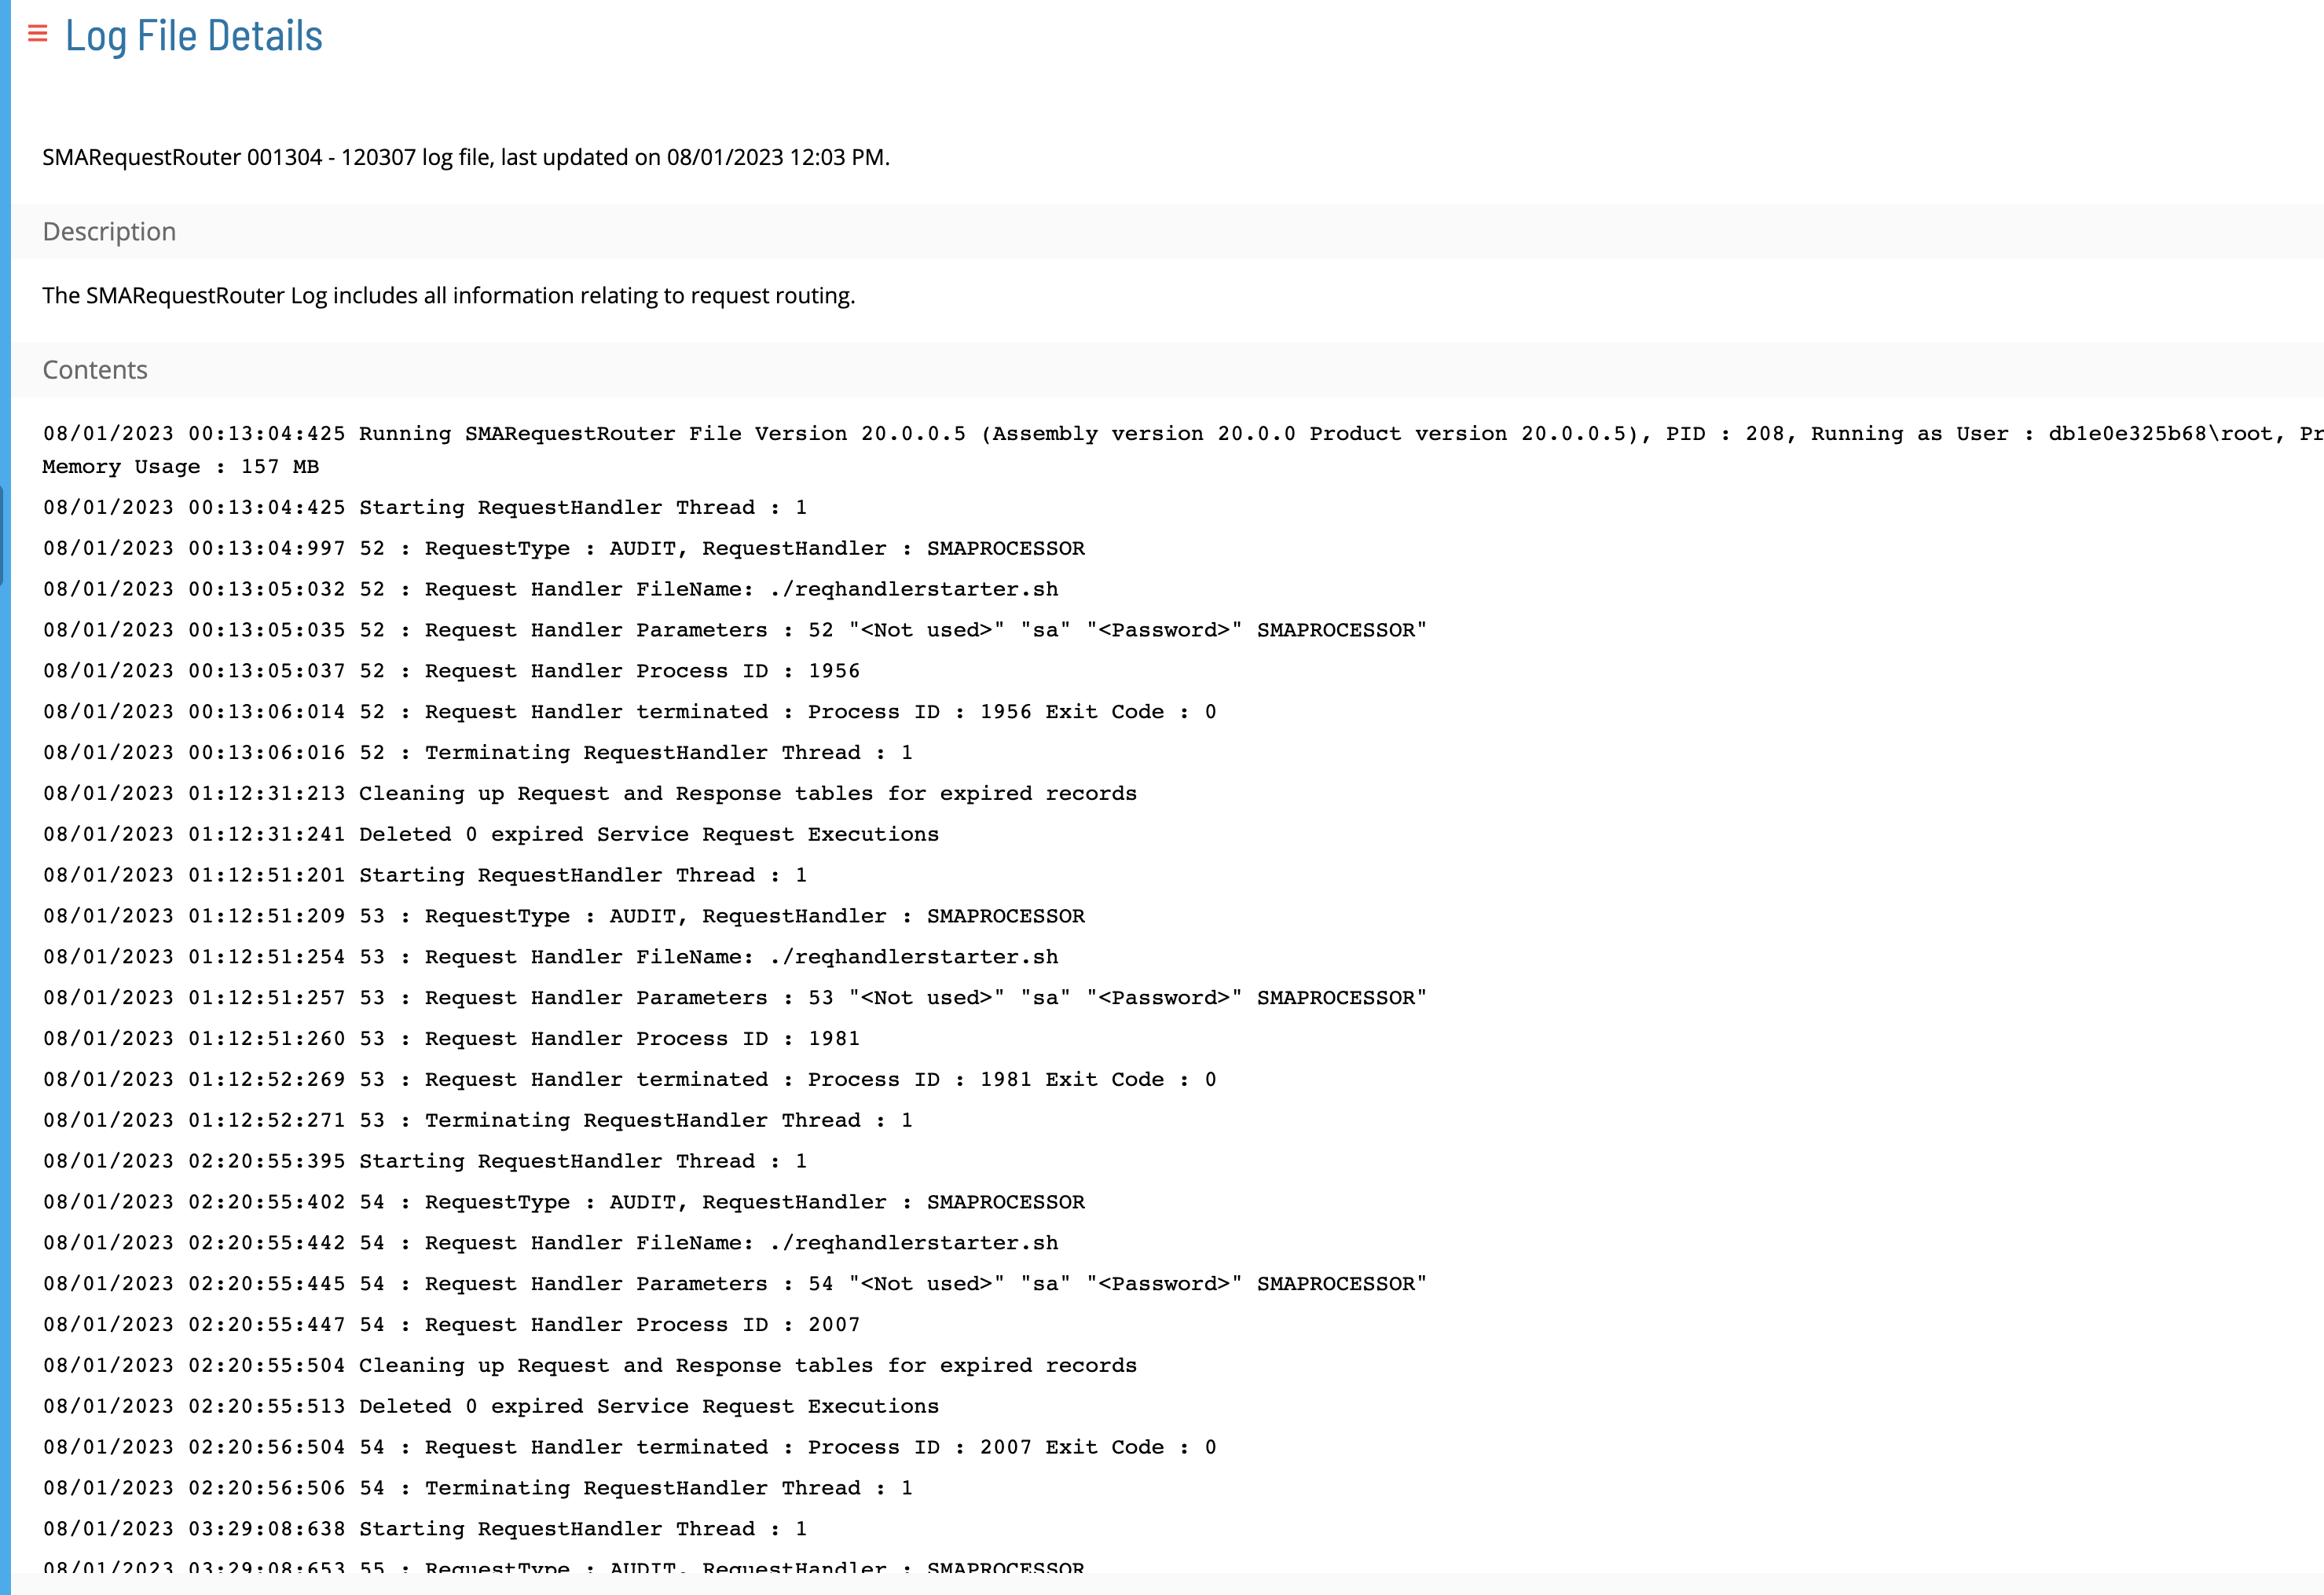 Log File Details
SMARequestRouter 001304 - 120307 log file, last updated on 08/01/2023 12:03 PM.
Description
The SMARequestRouter Log includes all information relating to request routing.
Contents
08/01/2023 00:13:04:425 Running SMARequestRouter File Version 20.0.0.5 (Assembly version 20.0.0 Product version 20.0.0.5), PID : 208, Running as User : db1e0e325b68\root, Pr
Memory Usage : 157 MB
08/01/2023 00:13:04:425 Starting RequestHandler Thread : 1
08/01/2023 00:13:04:997 52 : RequestType : AUDIT, RequestHandler : SMAPROCESSOR
08/01/2023 00:13:05:032 52 : Request Handler FileName: ./reqhandlerstarter.sh
08/01/2023 00:13:05:035 52 : Request Handler Parameters : 52 "<Not used>" "sa" "<Password>" SMAPROCESSOR"
08/01/2023 00:13:05:037 52 : Request Handler Process ID : 1956
08/01/2023 00:13:06:014 52 : Request Handler terminated : Process ID : 1956 Exit Code : 0
08/01/2023 00:13:06:016 52 : Terminating RequestHandler Thread : 1
08/01/2023 01:12:31:213 Cleaning up Request and Response tables for expired records
08/01/2023 01:12:31:241 Deleted 0 expired Service Request Executions
08/01/2023 01:12:51:201 Starting RequestHandler Thread : 1
08/01/2023 01:12:51:209 53 : RequestType : AUDIT, RequestHandler : SMAPROCESSOR
08/01/2023 01:12:51:254 53 : Request Handler FileName: ./reqhandlerstarter.sh
08/01/2023 01:12:51:257 53 : Request Handler Parameters : 53 "<Not used>" "sa" "<Password>" SMAPROCESSOR"
08/01/2023 01:12:51:260 53 : Request Handler Process ID : 1981
08/01/2023 01:12:52:269 53 : Request Handler terminated : Process ID : 1981 Exit Code : 0
08/01/2023 01:12:52:271 53 : Terminating RequestHandler Thread : 1
08/01/2023 02:20:55:395 Starting RequestHandler Thread : 1
08/01/2023 02:20:55:402 54 : RequestType : AUDIT, RequestHandler : SMAPROCESSOR
08/01/2023 02:20:55:442 54 : Request Handler FileName: ./reqhandlerstarter.sh
08/01/2023 02:20:55:445 54 : Request Handler Parameters : 54 "<Not used>" "sa" "<Password>" SMAPROCESSOR"
08/01/2023 02:20:55:447 54 : Request Handler Process ID : 2007
08/01/2023 02:20:55:504 Cleaning up Request and Response tables for expired records
08/01/2023 02:20:55:513 Deleted 0 expired Service Request Executions
08/01/2023 02:20:56:504 54 : Request Handler terminated : Process ID : 2007 Exit Code : 0
08/01/2023 02:20:56:506 54 : Terminating RequestHandler Thread : 1
08/01/2023 03:29:08:638 Starting RequestHandler Thread : 1
08/01/2023 03:29:08:653 55 : RequestType : AUDIT, RequestHandler : SMAPROCESSOR